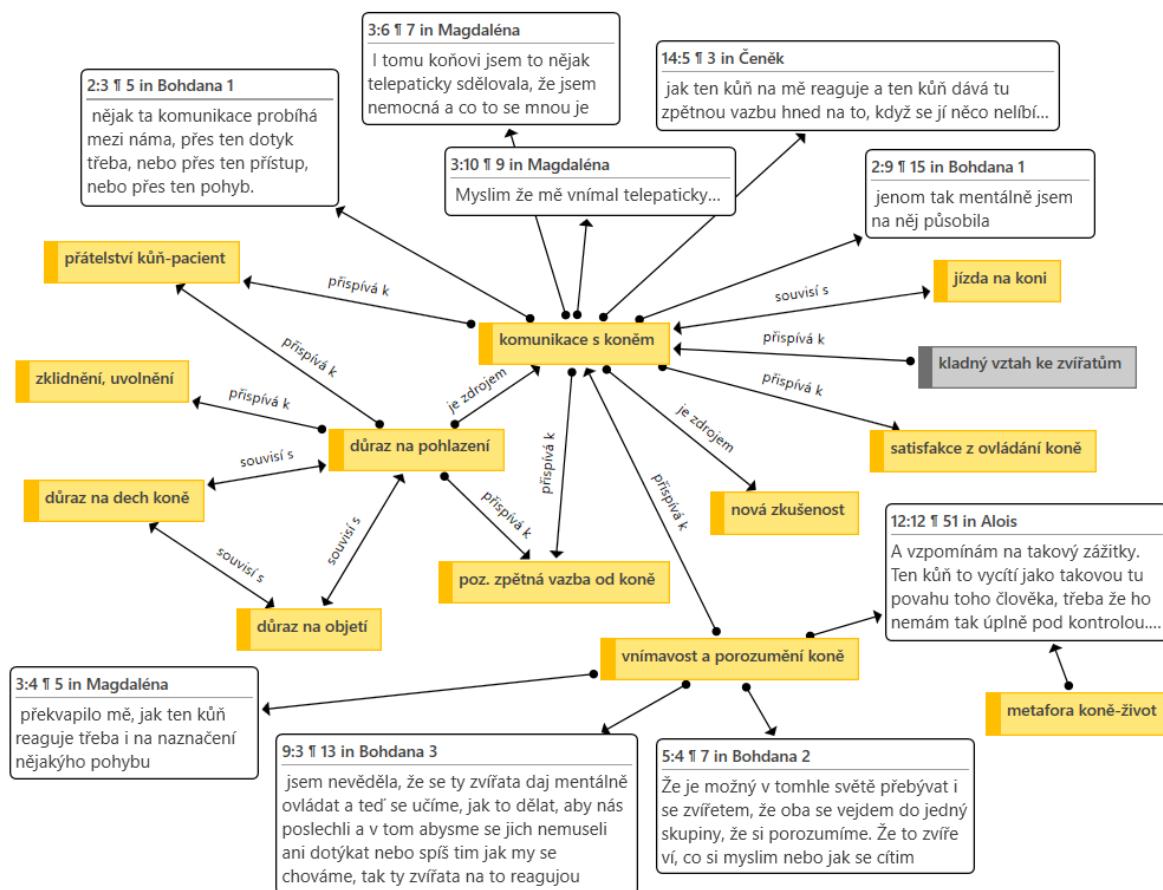 3:6 ¶ 7 in Magdaléna
I tomu koňovi jsem to nějak
telepaticky sdělovala, že jsem
nemocná a co to se mnou je
14:5 ¶ 3 in Čeněk
jak ten kůň na mě reaguje a ten kůň dává tu
zpětnou vazbu hned na to, když se jí něco nelíbí...
2:3 ¶ 5 in Bohdana 1
nějak ta komunikace probíhá
mezi náma, přes ten dotyk
třeba, nebo přes ten přístup,
nebo přes ten pohyb.
3:10 ¶ 9 in Magdaléna
Myslim že mě vnímal telepaticky...
2:9 ¶ 15 in Bohdana 1
jenom tak mentálně jsem
na něj působila
přátelství kůň-pacient
přispívá k
jízda na koni
souvisí s
komunikace s koněm
přispívá k
kladný vztah ke zvířatům
přispívá k
zklidnění, uvolnění
přispívá k
je zdrojem
přispívá k
satisfakce z ovládání koně
důraz na pohlazení
je zdrojem
souvisí s
přispívá k
důraz na dech koně
přispívá k
přispívá k
nová zkušenost
souvisí s
souvisí s
poz. zpětná vazba od koně
důraz na objetí
12:12 ¶ 51 in Alois
A vzpomínám na takový zážitky.
Ten kůň to vycítí jako takovou tu
povahu toho člověka, třeba že ho
nemám tak úplně pod kontrolou....
vnímavost a porozumění koně
metafora koně-život
3:4 ¶ 5 in Magdaléna
překvapilo mě, jak ten kůň
reaguje třeba i na naznačení
nějakýho pohybu
9:3 ¶ 13 in Bohdana 3
jsem nevěděla, že se ty zvířata daj mentálně
ovládat a teď se učíme, jak to dělat, aby nás
poslechli a v tom abysme se jich nemuseli
ani dotýkat nebo spíš tim jak my se
chováme, tak ty zvířata na to reagujou
5:4 ¶ 7 in Bohdana 2
Že je možný v tomhle světě přebývat i
se zvířetem, že oba se vejdem do jedný
skupiny, že si porozumíme. Že to zvíře
ví, co si myslim nebo jak se cítim